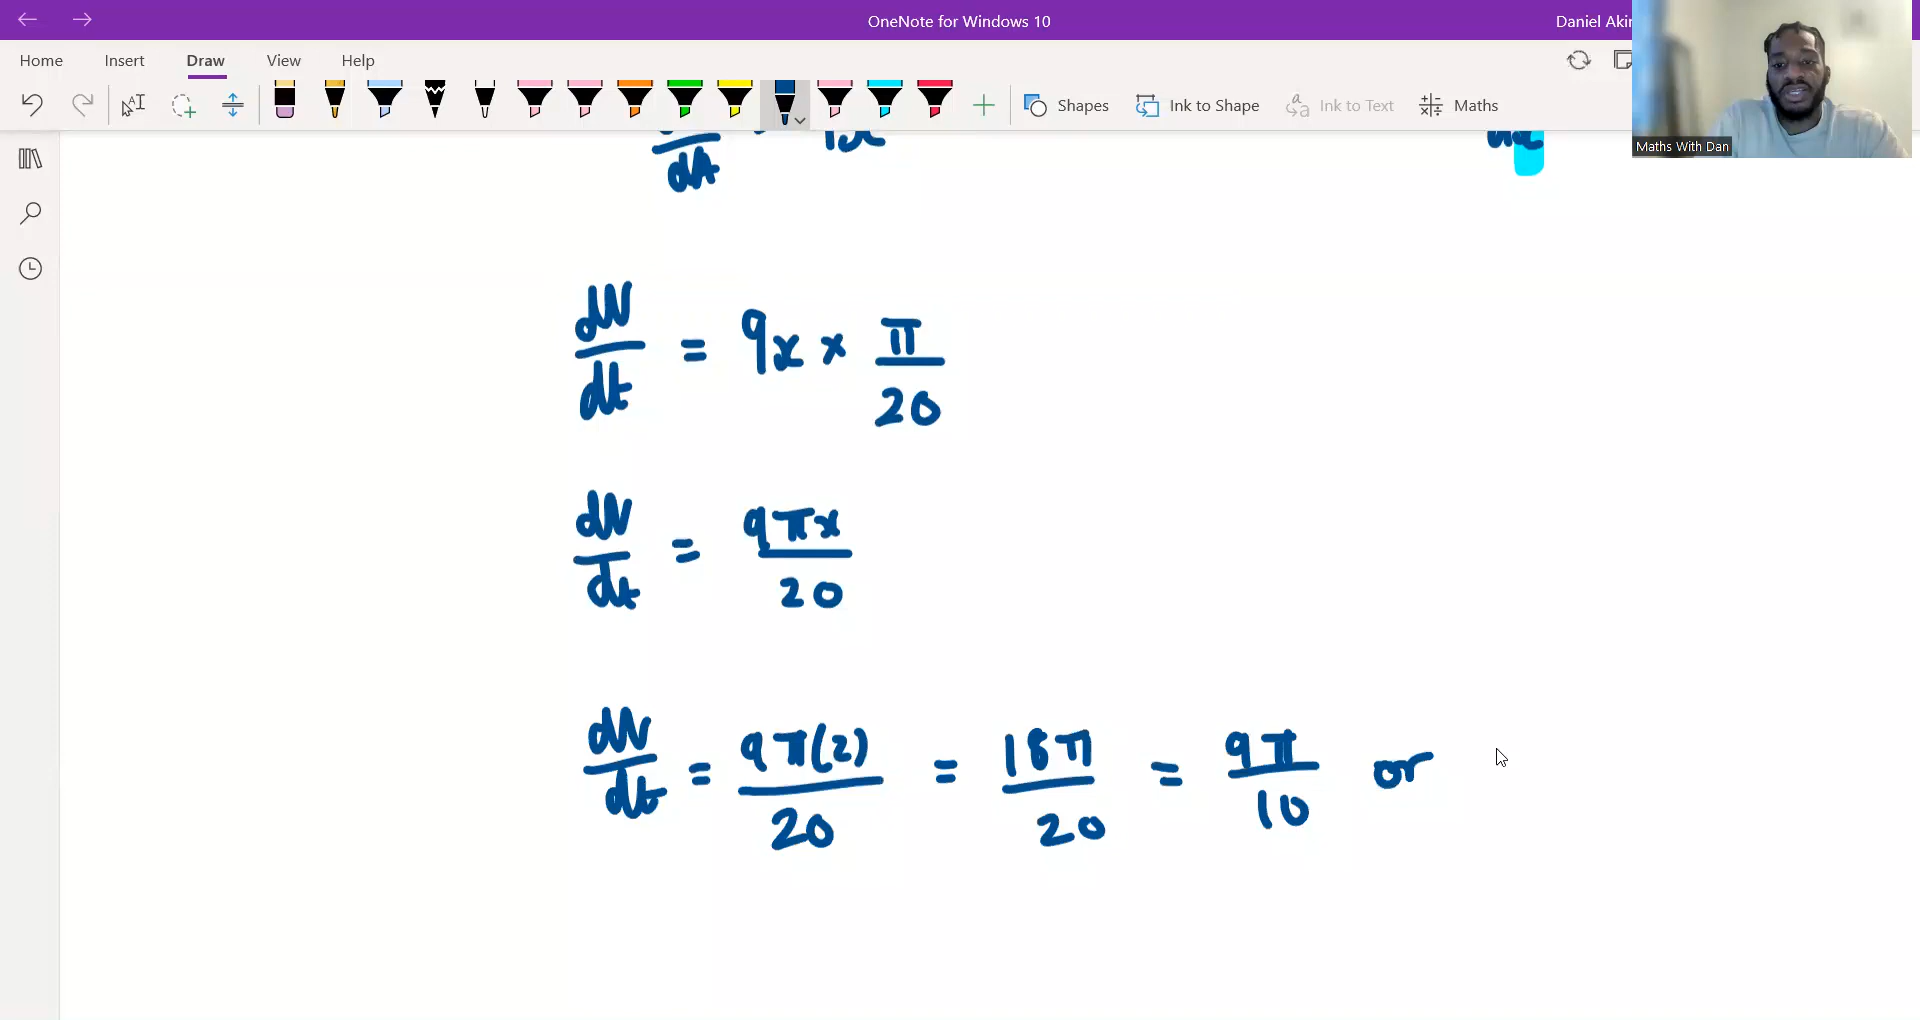 OneNote for Windows 10
Daniel Akin
Home Insert Draw View Help
Shapes Ink to Shape Ink to Text Maths
Maths With Dan
dA
dV/dt = 9x × π/20
dV/dt = 9πx/20
dV/dt = 9π(2)/20 = 18π/20 = 9π/10 or